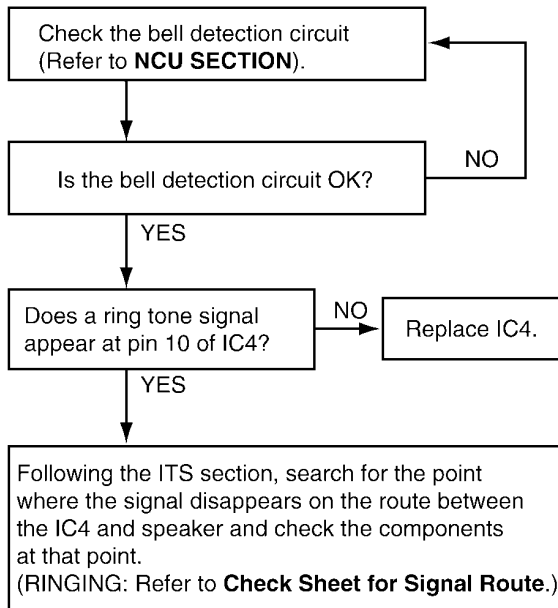 Check the bell detection circuit
(Refer to NCU SECTION).
NO
Is the bell detection circuit OK?
YES
Does a ring tone signal
appear at pin 10 of IC4?
NO
Replace IC4.
YES
Following the ITS section, search for the point
where the signal disappears on the route between
the IC4 and speaker and check the components
at that point.
(RINGING: Refer to Check Sheet for Signal Route.)